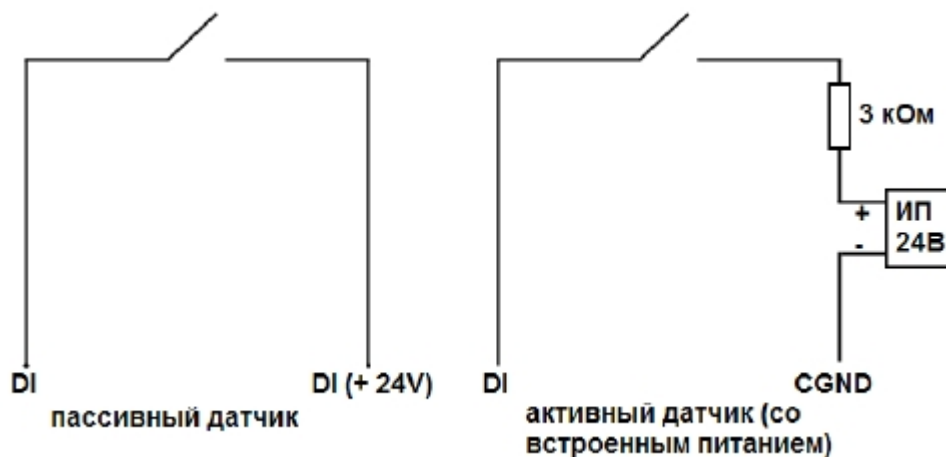 3 кОм
+ ИП
- 24В
DI
DI (+ 24V)
пассивный датчик
DI
CGND
активный датчик (со
встроенным питанием)